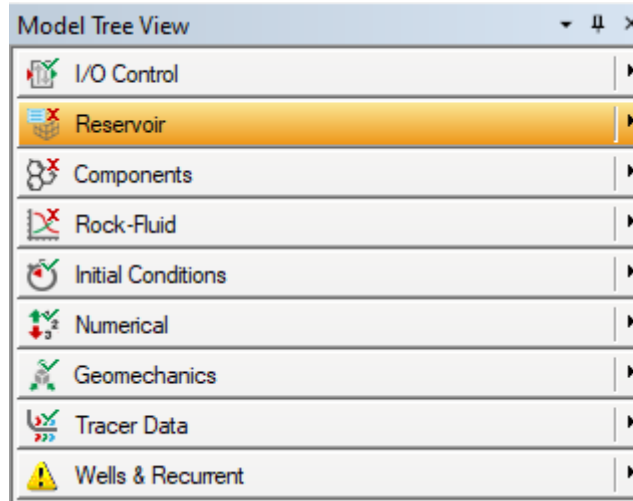 Model Tree View
I/O Control
Reservoir
Components
Rock-Fluid
Initial Conditions
Numerical
Geomechanics
Tracer Data
Wells & Recurrent